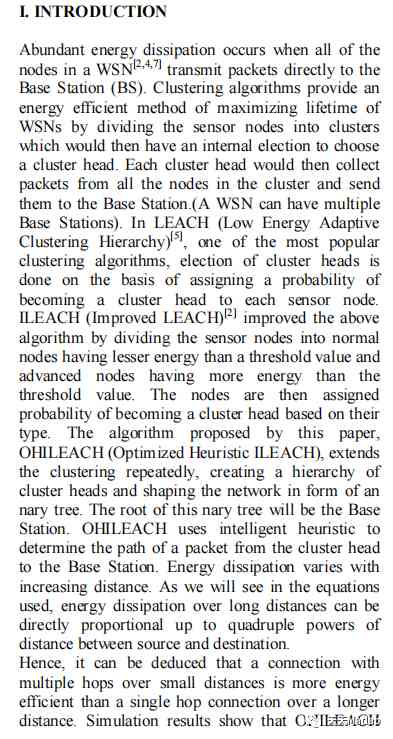 I. INTRODUCTION
Abundant energy dissipation occurs when all of the
nodes in a WSN[2,4,7] transmit packets directly to the
Base Station (BS). Clustering algorithms provide an
energy efficient method of maximizing lifetime of
WSNs by dividing the sensor nodes into clusters
which would then have an internal election to choose
a cluster head. Each cluster head would then collect
packets from all the nodes in the cluster and send
them to the Base Station.(A WSN can have multiple
Base Stations). In LEACH (Low Energy Adaptive
Clustering Hierarchy)[5], one of the most popular
clustering algorithms, election of cluster heads is
done on the basis of assigning a probability of
becoming a cluster head to each sensor node.
ILEACH (Improved LEACH)[2] improved the above
algorithm by dividing the sensor nodes into normal
nodes having lesser energy than a threshold value and
advanced nodes having more energy than the
threshold value. The nodes are then assigned
probability of becoming a cluster head based on their
type. The algorithm proposed by this paper,
OHILEACH (Optimized Heuristic ILEACH), extends
the clustering repeatedly, creating a hierarchy of
cluster heads and shaping the network in form of an
nary tree. The root of this nary tree will be the Base
Station. OHILEACH uses intelligent heuristic to
determine the path of a packet from the cluster head
to the Base Station. Energy dissipation varies with
increasing distance. As we will see in the equations
used, energy dissipation over long distances can be
directly proportional up to quadruple powers of
distance between source and destination.
Hence, it can be deduced that a connection with
multiple hops over small distances is more energy
efficient than a single hop connection over a longer
distance. Simulation results show that OHILEACH